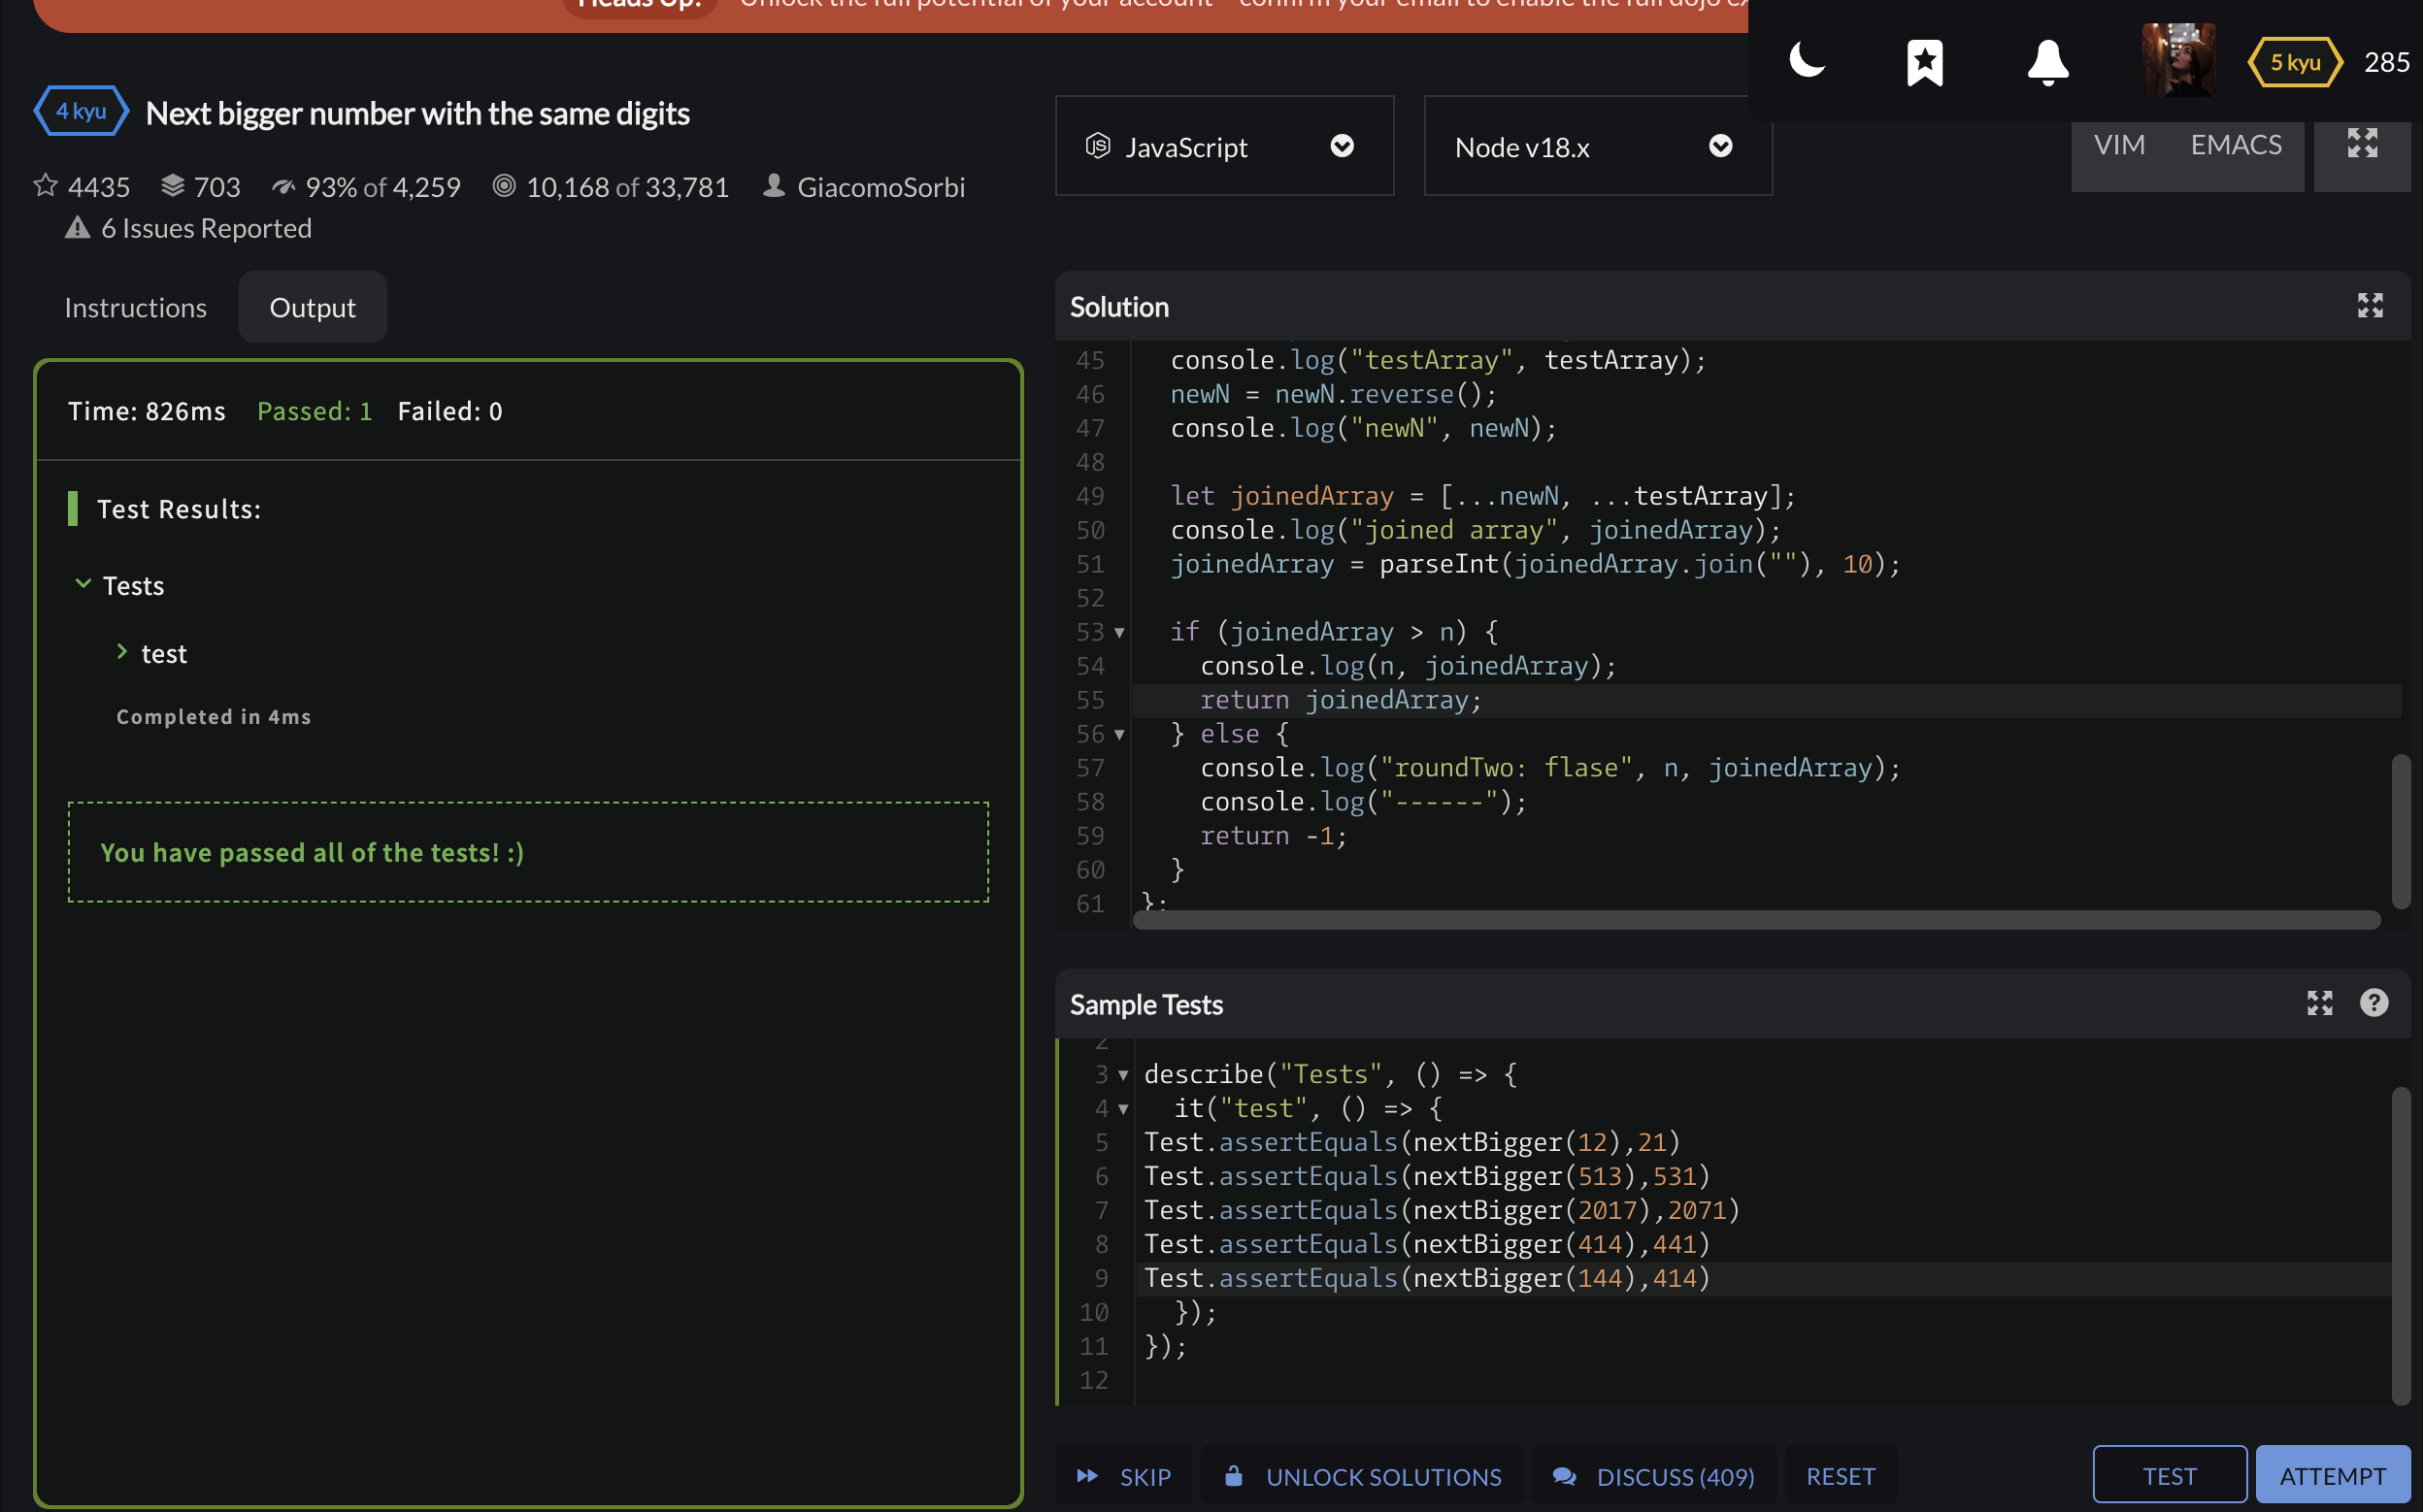 Heads Up! Unlock the full potential of your account - confirm your email to enable the full dojo
5 kyu 285
4 kyu Next bigger number with the same digits
JavaScript
Node v18.x
VIM EMACS
4435 703 93% of 4,259 10,168 of 33,781 GiacomoSorbi
6 Issues Reported
Instructions Output
Time: 826ms Passed: 1 Failed: 0
Test Results:
Tests
test
Completed in 4ms
You have passed all of the tests! :)
Solution
45 console.log("testArray", testArray);
46 newN = newN.reverse();
47 console.log("newN", newN);
48
49 let joinedArray = [...newN, ...testArray];
50 console.log("joined array", joinedArray);
51 joinedArray = parseInt(joinedArray.join(""), 10);
52
53 if (joinedArray > n) {
54 console.log(n, joinedArray);
55 return joinedArray;
56 } else {
57 console.log("roundTwo: flase", n, joinedArray);
58 console.log("------");
59 return -1;
60 }
61 };
Sample Tests
2
3 describe("Tests", () => {
4 it("test", () => {
5 Test.assertEquals(nextBigger(12),21)
6 Test.assertEquals(nextBigger(513),531)
7 Test.assertEquals(nextBigger(2017),2071)
8 Test.assertEquals(nextBigger(414),441)
9 Test.assertEquals(nextBigger(144),414)
10 });
11 });
12
SKIP UNLOCK SOLUTIONS DISCUSS (409) RESET TEST ATTEMPT